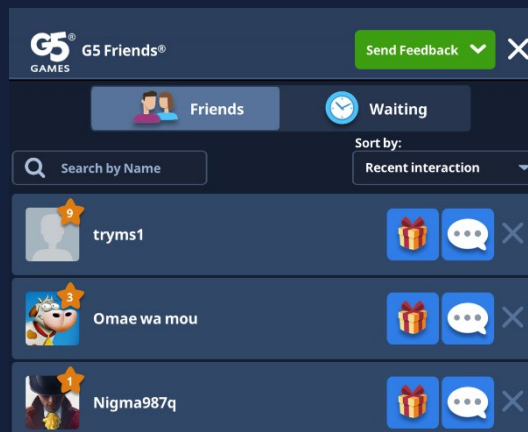 G5® G5 Friends® Send Feedback
GAMES
Friends Waiting
Sort by:
Search by Name Recent interaction
9
tryms1
3
Omae wa mou
1
Nigma987q